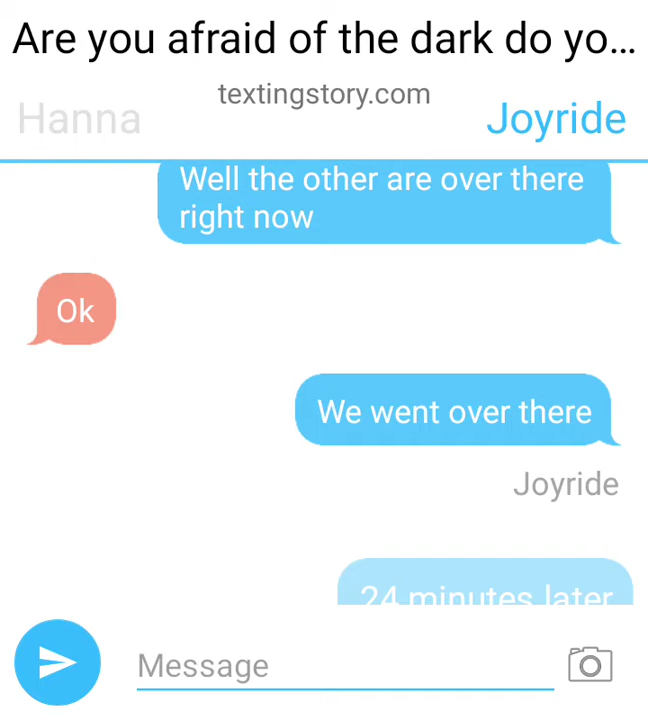 Are you afraid of the dark do yo...
textingstory.com
Hanna
Joyride
Well the other are over there
right now
Ok
We went over there
Joyride
24 minutes later
Message